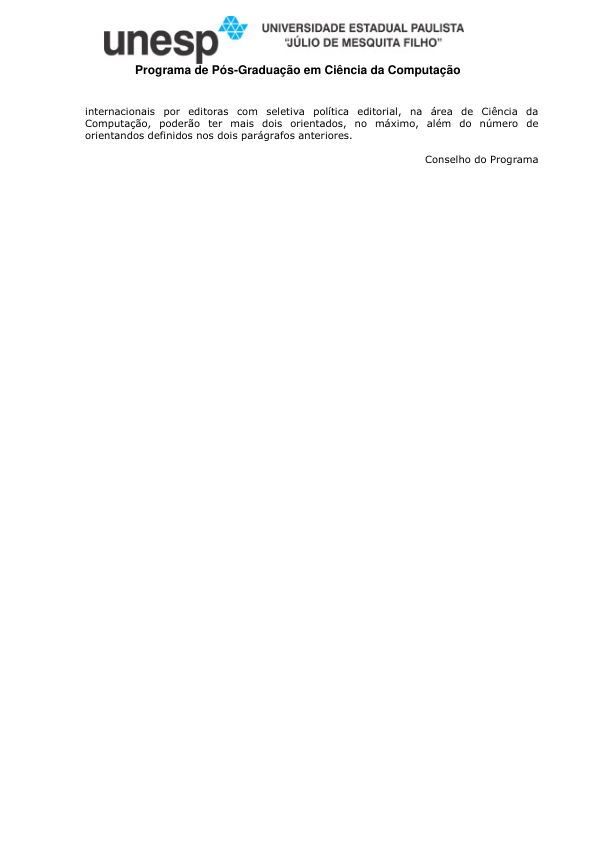 unesp
UNIVERSIDADE ESTADUAL PAULISTA
"JÚLIO DE MESQUITA FILHO"
Programa de Pós-Graduação em Ciência da Computação
internacionais por editoras com seletiva política editorial, na área de Ciência da
Computação, poderão ter mais dois orientados, no máximo, além do número de
orientandos definidos nos dois parágrafos anteriores.
Conselho do Programa